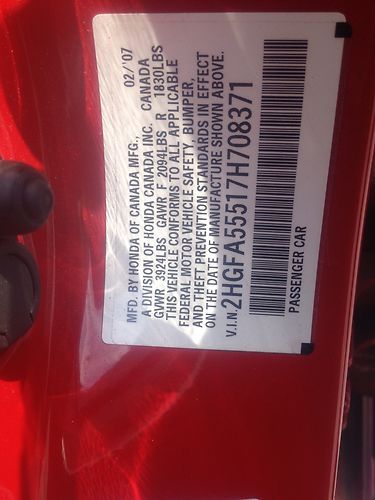 MFD. BY HONDA OF CANADA MFG., 02/'07
A DIVISION OF HONDA CANADA INC. CANADA
GVWR 3924LBS GAWR F 2094LBS R 1830LBS
THIS VEHICLE CONFORMS TO ALL APPLICABLE
FEDERAL MOTOR VEHICLE SAFETY, BUMPER,
AND THEFT PREVENTION STANDARDS IN EFFECT
ON THE DATE OF MANUFACTURE SHOWN ABOVE.
V.I.N. 2HGFA55517H708371
PASSENGER CAR